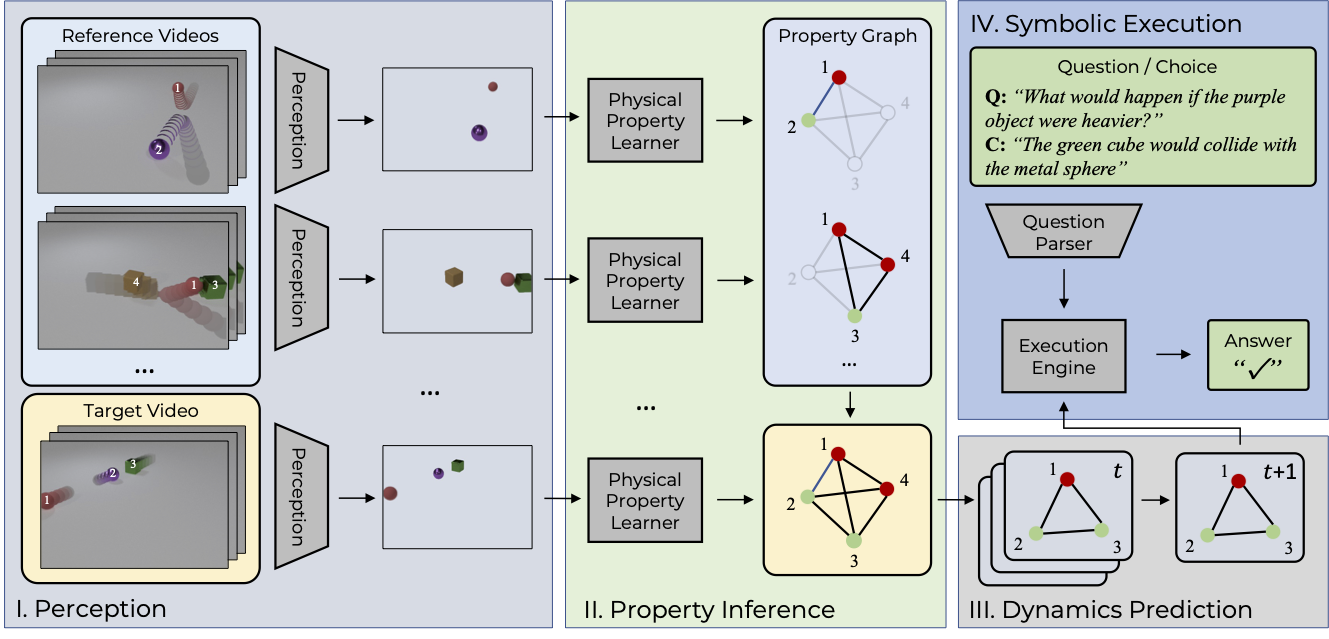 Reference Videos
1
2
Perception
4
1
3
Perception
...
Target Video
1
2
3
Perception
...
I. Perception
Physical
Property
Learner
Physical
Property
Learner
...
Physical
Property
Learner
Property Graph
1
2
3
4
1
2
3
4
...
1
2
3
4
II. Property Inference
IV. Symbolic Execution
Question / Choice
Q: “What would happen if the purple
object were heavier?”
C: “The green cube would collide with
the metal sphere”
Question
Parser
Execution
Engine
Answer
“✓”
1
t
2
3
1
t+1
2
3
III. Dynamics Prediction